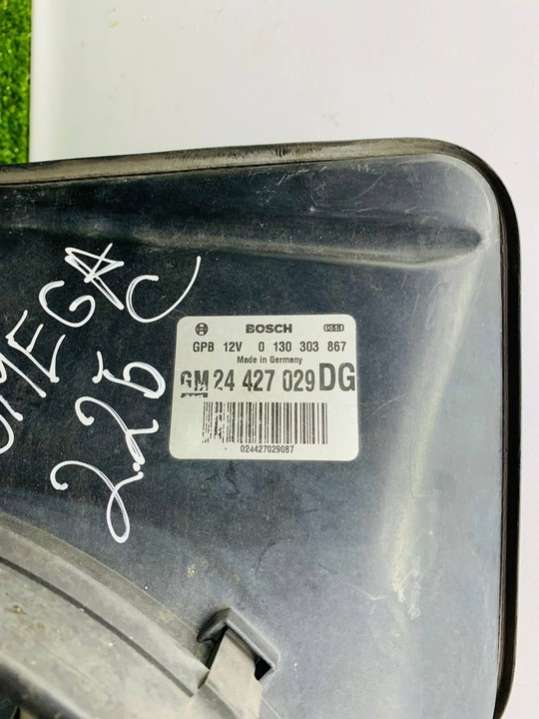 OMEGA C
2.2 5
BOSCH
GPB 12V 0 130 303 867
Made in Germany
GM 24 427 029 DG
024427029087